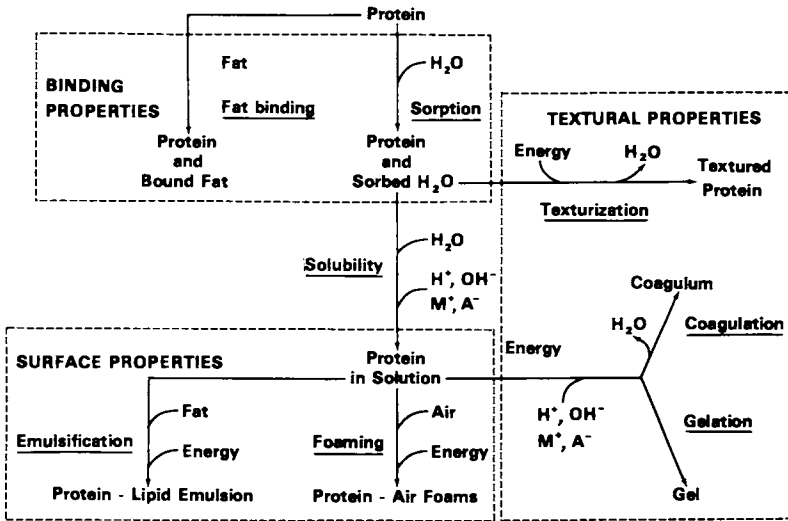 Protein
BINDING
PROPERTIES
Fat
Fat binding
H₂O
Sorption
Protein
and
Bound Fat
Protein
and
Sorbed H₂O
TEXTURAL PROPERTIES
Energy
H₂O
Textured
Protein
Texturization
Solubility
H₂O
H⁺, OH⁻
M⁺, A⁻
Coagulum
H₂O
Coagulation
Energy
H⁺, OH⁻
M⁺, A⁻
Gelation
Gel
SURFACE PROPERTIES
Protein
in Solution
Fat
Emulsification
Energy
Air
Foaming
Energy
Protein - Lipid Emulsion
Protein - Air Foams